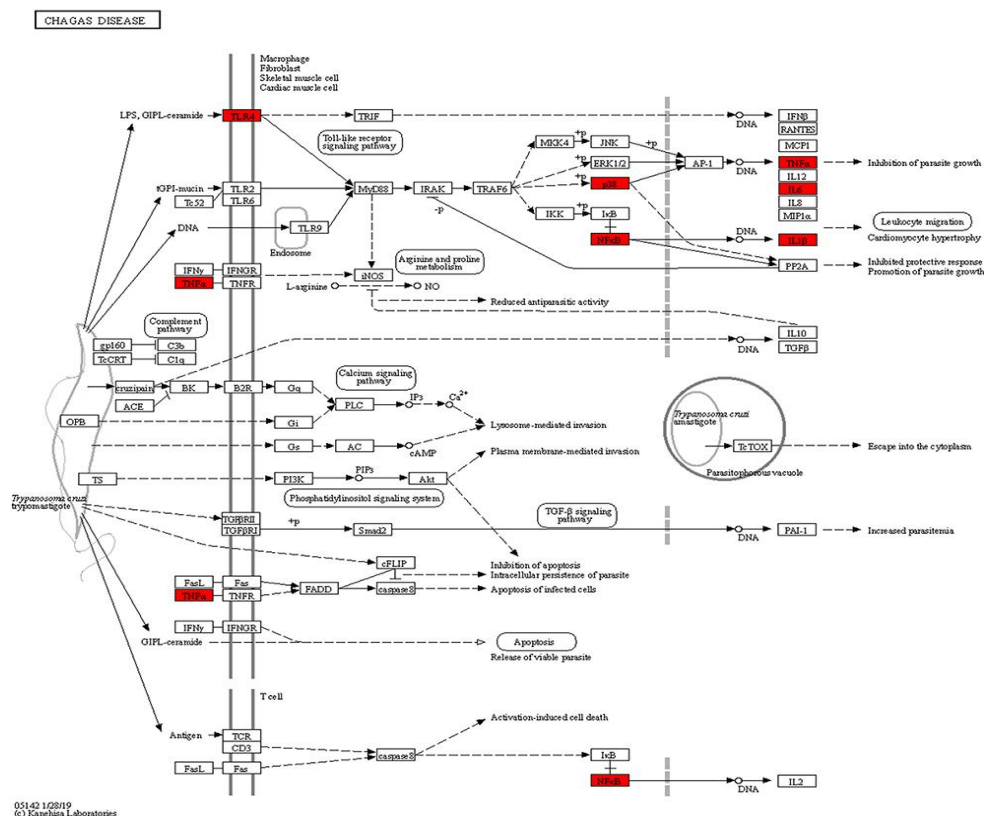 CHAGAS DISEASE
Macrophage
Fibroblast
Skeletal muscle cell
Cardiac muscle cell
LPS, GIPL-ceramide
TLR4
TRIF
DNA
IFNβ
RANTES
MCP1
TNFα
IL12
IL6
IL8
MIP1α
Inhibition of parasite growth
Toll-like receptor
signaling pathway
MKK4
+p
JNK
+p
ERK1/2
AP-1
DNA
+p
p38
tGPI-mucin
TLR2
TLR6
Tc52
MyD88
IRAK
TRAF6
-p
IKK
+p
IκB
NFκB
DNA
IL1β
Leukocyte migration
Cardiomyocyte hypertrophy
DNA
TLR9
Endosome
PP2A
Inhibited protective response
Promotion of parasite growth
Arginine and proline
metabolism
IFNγ
IFNGR
TNFα
TNFR
iNOS
L-arginine
NO
Reduced antiparasitic activity
Complement
pathway
gp160
C3b
TcCRT
C1q
DNA
IL10
TGFβ
cruzipain
BK
B2R
Gq
ACE
Calcium signaling
pathway
PLC
IP3
Ca2+
OPB
Gi
Lysosome-mediated invasion
Gs
AC
cAMP
Plasma membrane-mediated invasion
Trypanosoma cruzi
amastigote
TcTOX
Escape into the cytoplasm
Parasitophorous vacuole
TS
PI3K
PIP3
Akt
Phosphatidylinositol signaling system
Trypanosoma cruzi
trypomastigote
TGFβRII
TGFβRI
+p
Smad2
TGF-β signaling
pathway
DNA
PAI-1
Increased parasitemia
cFLIP
Inhibition of apoptosis
Intracellular persistence of parasite
FasL
Fas
TNFα
TNFR
FADD
caspase8
Apoptosis of infected cells
IFNγ
IFNGR
GIPL-ceramide
Apoptosis
Release of viable parasite
T cell
Antigen
TCR
CD3
FasL
Fas
caspase8
Activation-induced cell death
IκB
NFκB
DNA
IL2
05142 1/28/19
(c) Kanehisa Laboratories